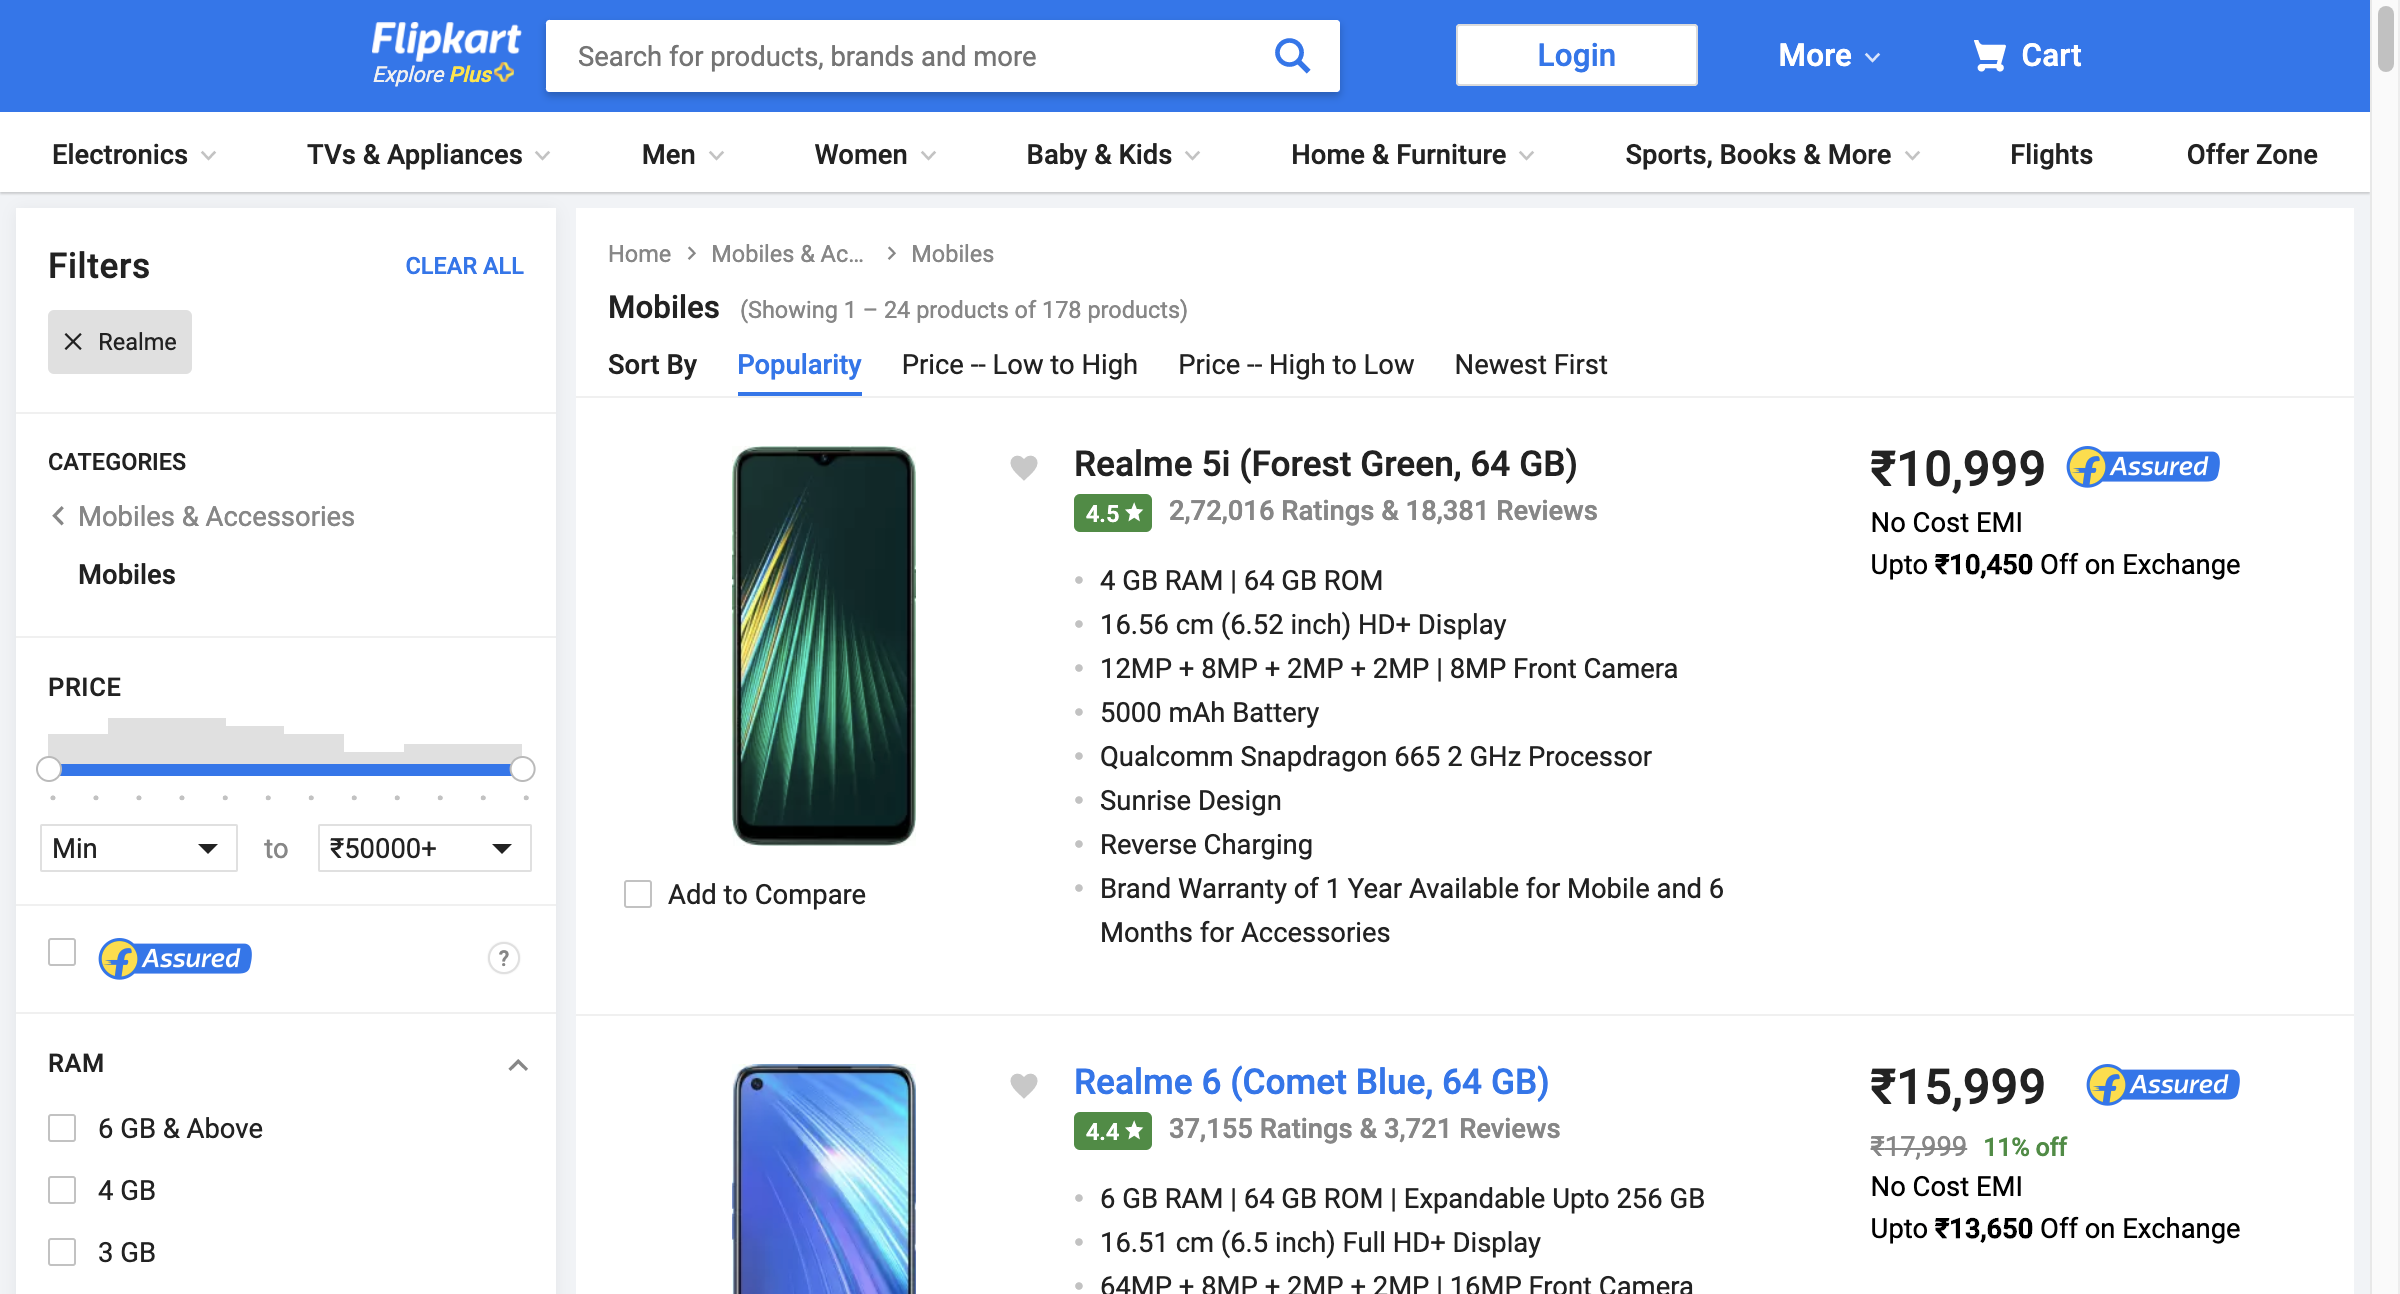 Flipkart
Explore Plus
Search for products, brands and more
Login
More
Cart
Electronics
TVs & Appliances
Men
Women
Baby & Kids
Home & Furniture
Sports, Books & More
Flights
Offer Zone
Filters
CLEAR ALL
Realme
CATEGORIES
Mobiles & Accessories
Mobiles
PRICE
Min
to
₹50000+
Assured
?
RAM
6 GB & Above
4 GB
3 GB
Home
Mobiles & Ac...
Mobiles
Mobiles (Showing 1 – 24 products of 178 products)
Sort By
Popularity
Price -- Low to High
Price -- High to Low
Newest First
Add to Compare
Realme 5i (Forest Green, 64 GB)
4.5 ★ 2,72,016 Ratings & 18,381 Reviews
4 GB RAM | 64 GB ROM
16.56 cm (6.52 inch) HD+ Display
12MP + 8MP + 2MP + 2MP | 8MP Front Camera
5000 mAh Battery
Qualcomm Snapdragon 665 2 GHz Processor
Sunrise Design
Reverse Charging
Brand Warranty of 1 Year Available for Mobile and 6
Months for Accessories
₹10,999
Assured
No Cost EMI
Upto ₹10,450 Off on Exchange
Realme 6 (Comet Blue, 64 GB)
4.4 ★ 37,155 Ratings & 3,721 Reviews
6 GB RAM | 64 GB ROM | Expandable Upto 256 GB
16.51 cm (6.5 inch) Full HD+ Display
64MP + 8MP + 2MP + 2MP | 16MP Front Camera
₹15,999
Assured
₹17,999 11% off
No Cost EMI
Upto ₹13,650 Off on Exchange